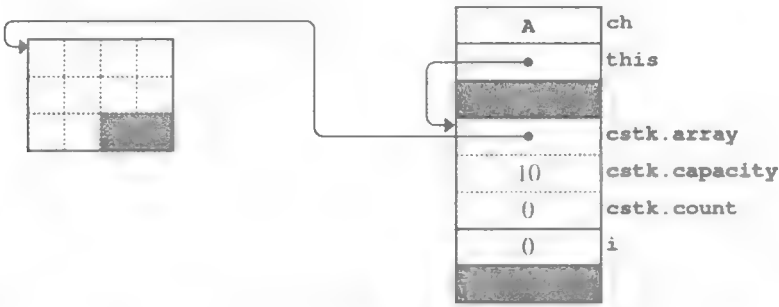 A ch
this
cstk.array
10 cstk.capacity
0 cstk.count
0 i